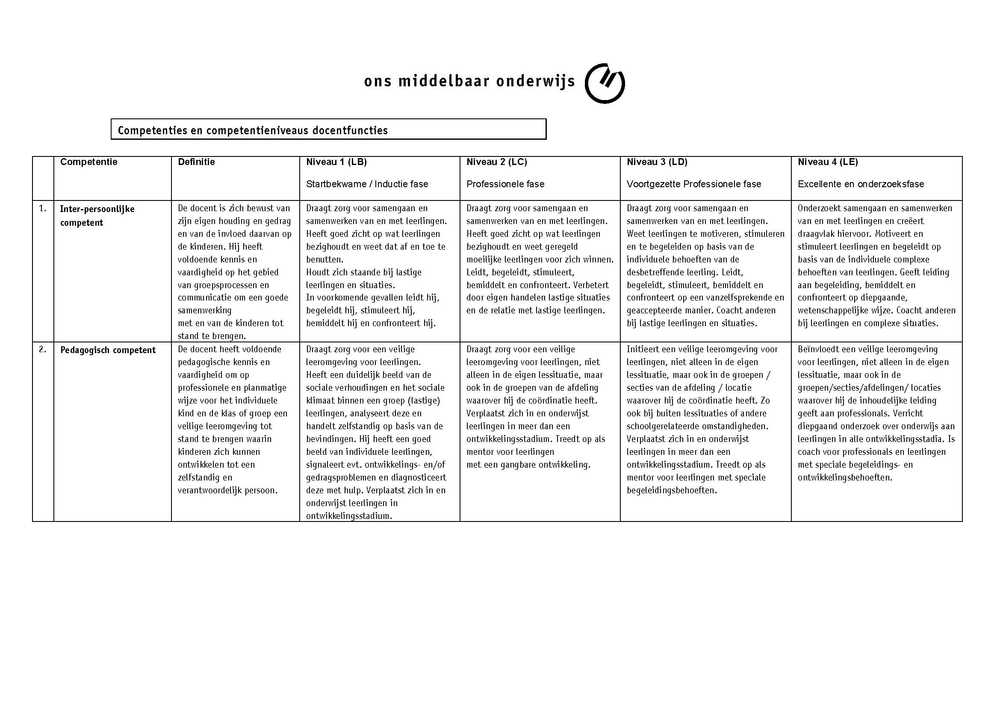 ons middelbaar onderwijs
Competenties en competentieniveaus docentfuncties
Competentie
Definitie
Niveau 1 (LB)
Startbekwame / Inductie fase
Niveau 2 (LC)
Professionele fase
Niveau 3 (LD)
Voortgezette Professionele fase
Niveau 4 (LE)
Excellente en onderzoeksfase
1.
Inter-persoonlijke
competent
De docent is zich bewust van
zijn eigen houding en gedrag
en van de invloed daarvan op
de kinderen. Hij heeft
voldoende kennis en
vaardigheid op het gebied
van groepsprocessen en
communicatie om een goede
samenwerking
met en van de kinderen tot
stand te brengen.
Draagt zorg voor samengaan en
samenwerken van en met leerlingen.
Heeft goed zicht op wat leerlingen
bezighoudt en weet dat af en toe te
benutten.
Houdt zich staande bij lastige
leerlingen en situaties.
In voorkomende gevallen leidt hij,
begeleidt hij, stimuleert hij,
bemiddelt hij en confronteert hij.
Draagt zorg voor samengaan en
samenwerken van en met leerlingen.
Heeft goed zicht op wat leerlingen
bezighoudt en weet geregeld
moeilijke leerlingen voor zich winnen.
Leidt, begeleidt, stimuleert,
bemiddelt en confronteert. Verbetert
door eigen handelen lastige situaties
en de relatie met lastige leerlingen.
Draagt zorg voor samengaan en
samenwerken van en met leerlingen.
Weet leerlingen te motiveren, stimuleren
en te begeleiden op basis van de
individuele behoeften van de
desbetreffende leerling. Leidt,
begeleidt, stimuleert, bemiddelt en
confronteert op een vanzelfsprekende en
geaccepteerde manier. Coacht anderen
bij lastige leerlingen en situaties.
Onderzoekt samengaan en samenwerken
van en met leerlingen en creëert
draagvlak hiervoor. Motiveert en
stimuleert leerlingen en begeleidt op
basis van de individuele complexe
behoeften van leerlingen. Geeft leiding
aan begeleiding, bemiddelt en
confronteert op diepgaande,
wetenschappelijke wijze. Coacht anderen
bij leerlingen en complexe situaties.
2.
Pedagogisch competent
De docent heeft voldoende
pedagogische kennis en
vaardigheid om op
professionele en planmatige
wijze voor het individuele
kind en de klas of groep een
veilige leeromgeving tot
stand te brengen waarin
kinderen zich kunnen
ontwikkelen tot een
zelfstandig en
verantwoordelijk persoon.
Draagt zorg voor een veilige
leeromgeving voor leerlingen.
Heeft een duidelijk beeld van de
sociale verhoudingen en het sociale
klimaat binnen een groep (lastige)
leerlingen, analyseert deze en
handelt zelfstandig op basis van de
bevindingen. Hij heeft een goed
beeld van individuele leerlingen,
signaleert evt. ontwikkelings- en/of
gedragsproblemen en diagnosticeert
deze met hulp. Verplaatst zich in en
onderwijst leerlingen in
ontwikkelingsstadium.
Draagt zorg voor een veilige
leeromgeving voor leerlingen, niet
alleen in de eigen lessituatie, maar
ook in de groepen van de afdeling
waarover hij de coördinatie heeft.
Verplaatst zich in en onderwijst
leerlingen in meer dan een
ontwikkelingsstadium. Treedt op als
mentor voor leerlingen
met een gangbare ontwikkeling.
Initieert een veilige leeromgeving voor
leerlingen, niet alleen in de eigen
lessituatie, maar ook in de groepen /
secties van de afdeling / locatie
waarover hij de coördinatie heeft. Zo
ook bij buiten lessituaties of andere
schoolgerelateerde omstandigheden.
Verplaatst zich in en onderwijst
leerlingen in meer dan een
ontwikkelingsstadium. Treedt op als
mentor voor leerlingen met speciale
begeleidingsbehoeften.
Beïnvloedt een veilige leeromgeving
voor leerlingen, niet alleen in de eigen
lessituatie, maar ook in de
groepen/secties/afdelingen/ locaties
waarover hij de inhoudelijke leiding
geeft aan professionals. Verricht
diepgaand onderzoek over onderwijs aan
leerlingen in alle ontwikkelingsstadia. Is
coach voor professionals en leerlingen
met speciale begeleidings- en
ontwikkelingsbehoeften.